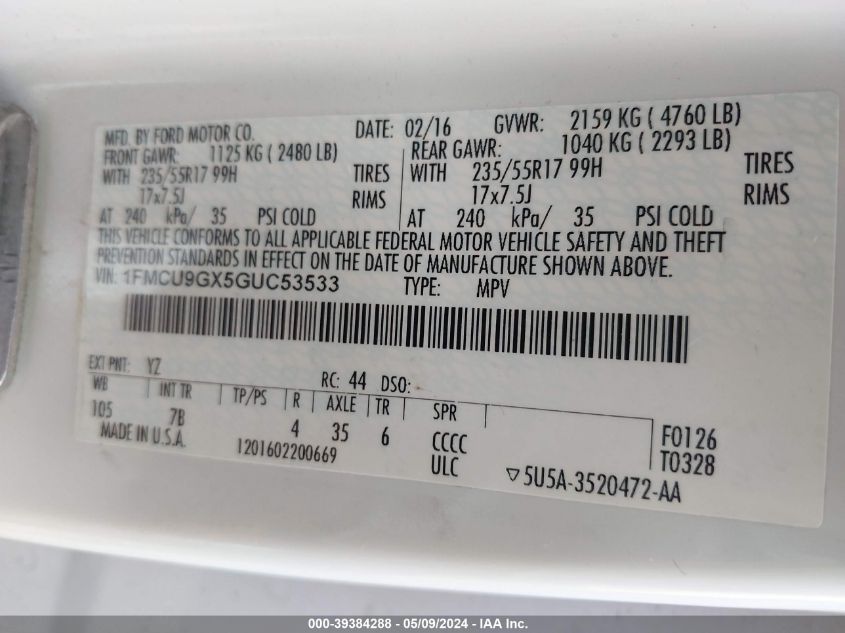 MFD. BY FORD MOTOR CO. DATE: 02/16 GVWR: 2159 KG ( 4760 LB)
FRONT GAWR: 1125 KG ( 2480 LB) REAR GAWR: 1040 KG ( 2293 LB)
WITH 235/55R17 99H TIRES WITH 235/55R17 99H TIRES
17x7.5J RIMS 17x7.5J RIMS
AT 240 kPa/ 35 PSI COLD AT 240 kPa/ 35 PSI COLD
THIS VEHICLE CONFORMS TO ALL APPLICABLE FEDERAL MOTOR VEHICLE SAFETY AND THEFT
PREVENTION STANDARDS IN EFFECT ON THE DATE OF MANUFACTURE SHOWN ABOVE.
VIN: 1FMCU9GX5GUC53533 TYPE: MPV
EXT PNT: YZ RC: 44 DSO:
WB INT TR TP/PS R AXLE TR SPR
105 7B 4 35 6 CCCC F0126
MADE IN U.S.A. 1201602200669 ULC T0328
▽5U5A-3520472-AA
000-39384288 - 05/09/2024 - IAA Inc.